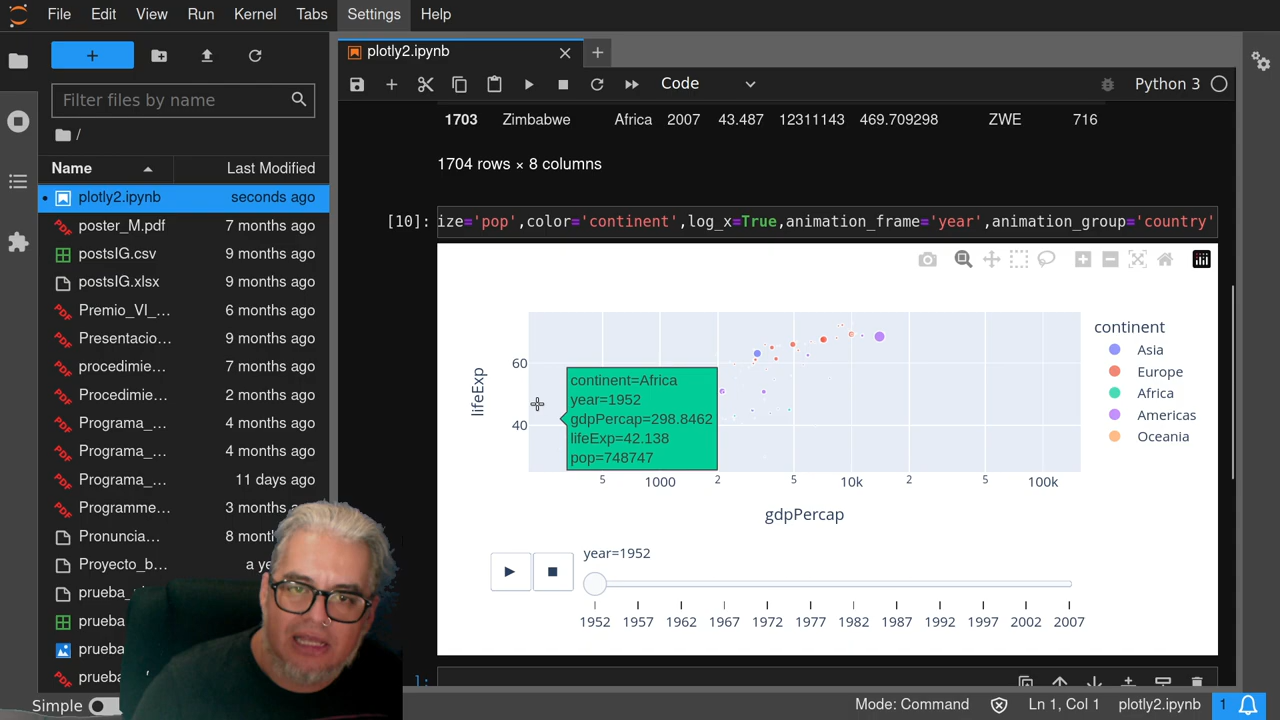 File Edit View Run Kernel Tabs Settings Help
plotly2.ipynb
Filter files by name
Code
Python 3
/
Name Last Modified
plotly2.ipynb seconds ago
poster_M.pdf 7 months ago
postsIG.csv 9 months ago
postsIG.xlsx 9 months ago
Premio_VI_… 6 months ago
Presentacio… 9 months ago
procedimie… 7 months ago
Procedimie… 2 months ago
Programa_… 4 months ago
Programa_… 4 months ago
Programa_… 11 days ago
Programme… 3 months ago
Pronuncia… 8 mont
Proyecto_b… a ye
prueba_
prueba
prueba
prueba
Simple
1703 Zimbabwe Africa 2007 43.487 12311143 469.709298 ZWE 716
1704 rows × 8 columns
[10]: ize='pop',color='continent',log_x=True,animation_frame='year',animation_group='country'
continent
Asia
Europe
Africa
Americas
Oceania
lifeExp
60
40
continent=Africa
year=1952
gdpPercap=298.8462
lifeExp=42.138
pop=748747
5 1000 2 5 10k 2 5 100k
gdpPercap
year=1952
1952 1957 1962 1967 1972 1977 1982 1987 1992 1997 2002 2007
]:
Mode: Command Ln 1, Col 1 plotly2.ipynb 1